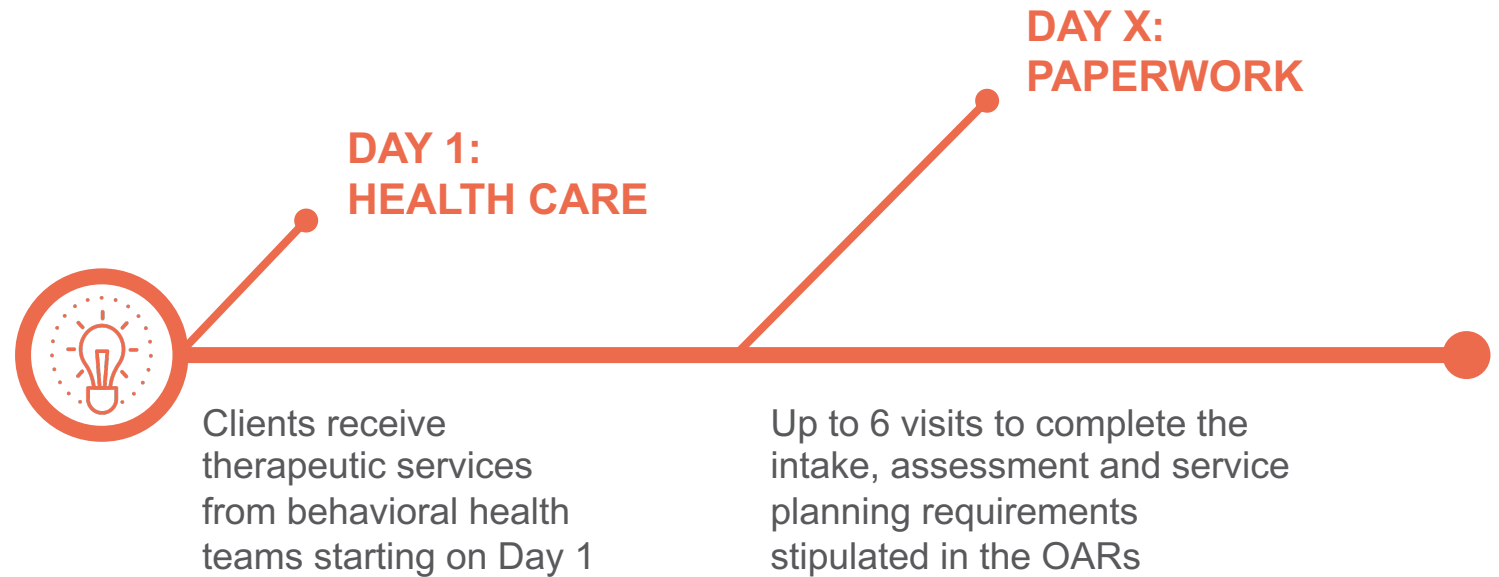 DAY X:
PAPERWORK
DAY 1:
HEALTH CARE
Clients receive
therapeutic services
from behavioral health
teams starting on Day 1
Up to 6 visits to complete the
intake, assessment and service
planning requirements
stipulated in the OARs